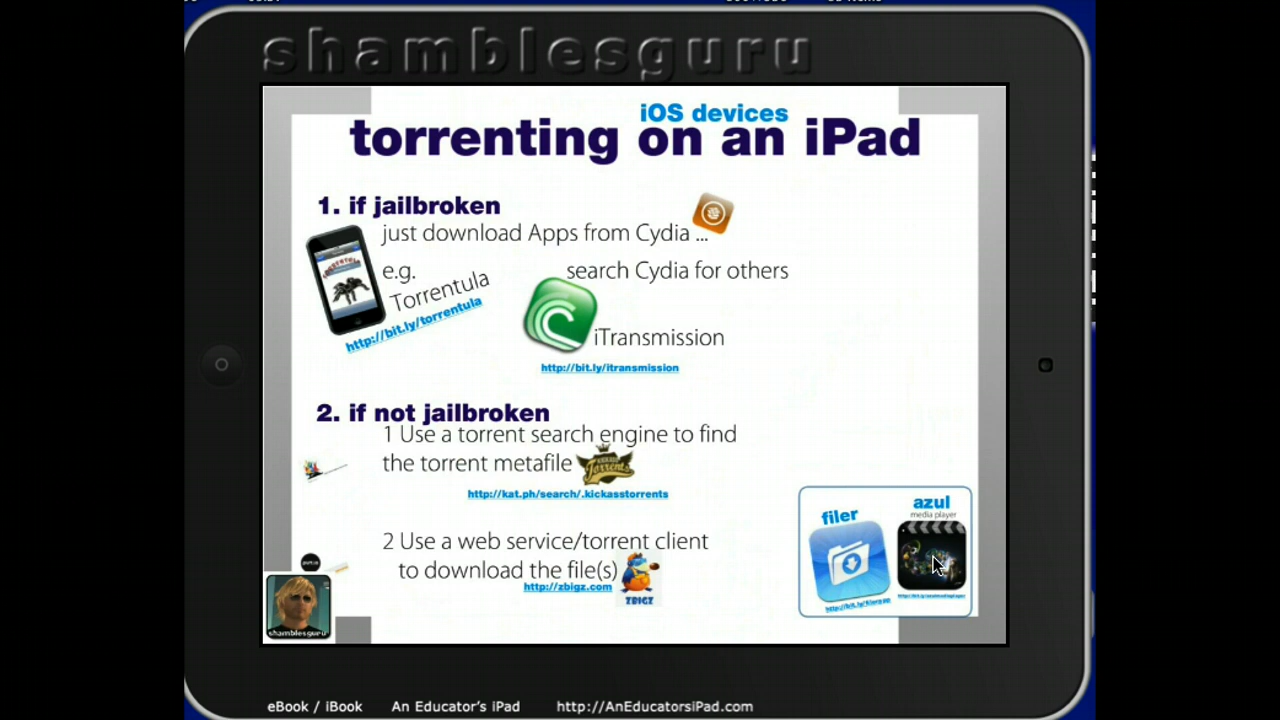 shamblesguru
iOS devices
torrenting on an iPad
1. if jailbroken
just download Apps from Cydia ...
e.g.
search Cydia for others
Torrentula
http://bit.ly/torrentula
iTransmission
http://bit.ly/itransmission
2. if not jailbroken
1 Use a torrent search engine to find
the torrent metafile
http://kat.ph/search/.kickasstorrents
2 Use a web service/torrent client
to download the file(s)
http://zbigz.com
ZBIGZ
filer
azul
media player
shamblesguru
eBook / iBook An Educator's iPad http://AnEducatorsiPad.com